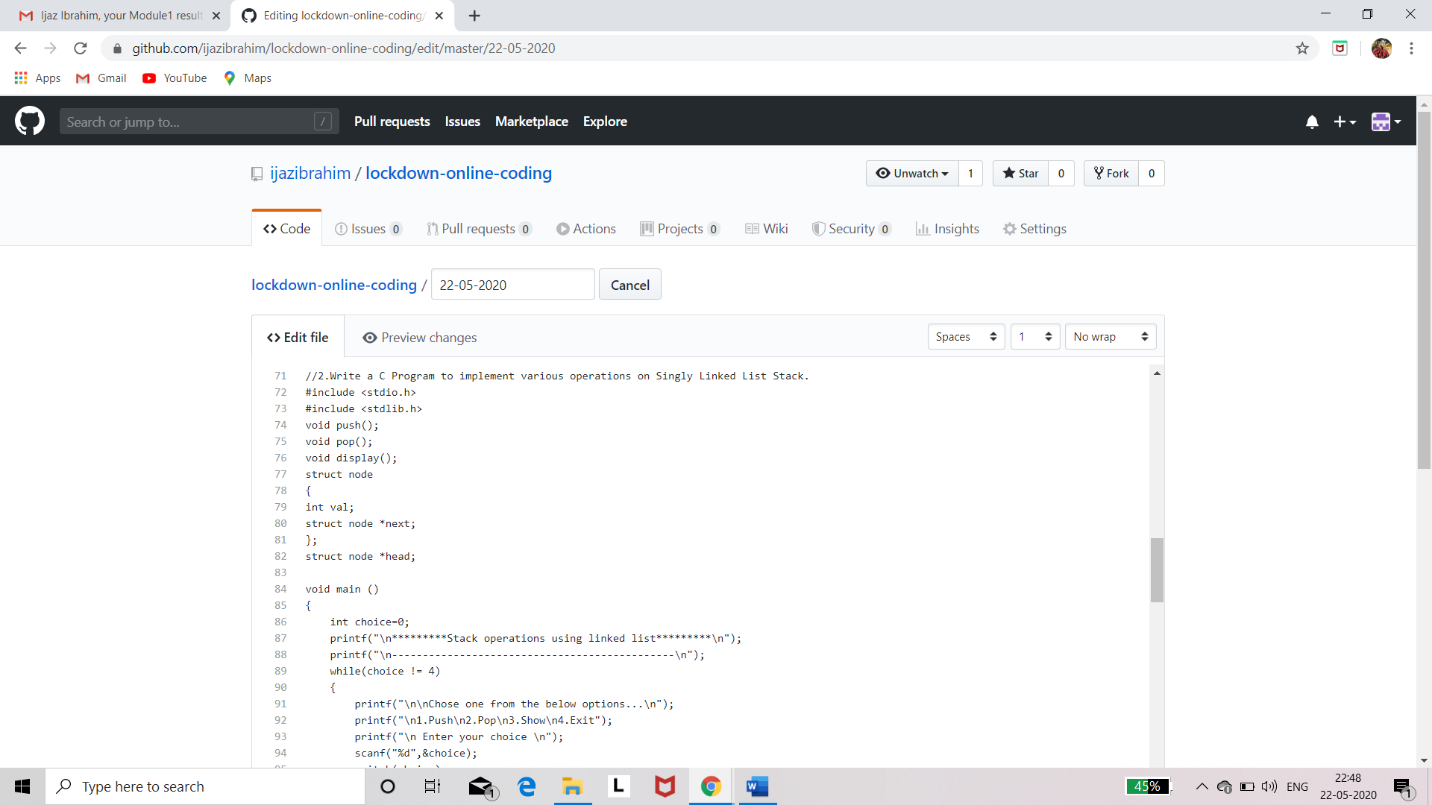 Ijaz Ibrahim, your Module1 result
Editing lockdown-online-coding/
github.com/ijazibrahim/lockdown-online-coding/edit/master/22-05-2020
Apps Gmail YouTube Maps
Search or jump to... /
Pull requests Issues Marketplace Explore
ijazibrahim / lockdown-online-coding
Unwatch 1 Star 0 Fork 0
Code Issues 0 Pull requests 0 Actions Projects 0 Wiki Security 0 Insights Settings
lockdown-online-coding / 22-05-2020 Cancel
<> Edit file Preview changes Spaces 1 No wrap
71 //2.Write a C Program to implement various operations on Singly Linked List Stack.
72 #include <stdio.h>
73 #include <stdlib.h>
74 void push();
75 void pop();
76 void display();
77 struct node
78 {
79 int val;
80 struct node *next;
81 };
82 struct node *head;
83
84 void main ()
85 {
86 int choice=0;
87 printf("\n*********Stack operations using linked list*********\n");
88 printf("\n----------------------------------------------\n");
89 while(choice != 4)
90 {
91 printf("\n\nChose one from the below options...\n");
92 printf("\n1.Push\n2.Pop\n3.Show\n4.Exit");
93 printf("\n Enter your choice \n");
94 scanf("%d",&choice);
Type here to search
1
L
45%
ENG
22:48
22-05-2020
1